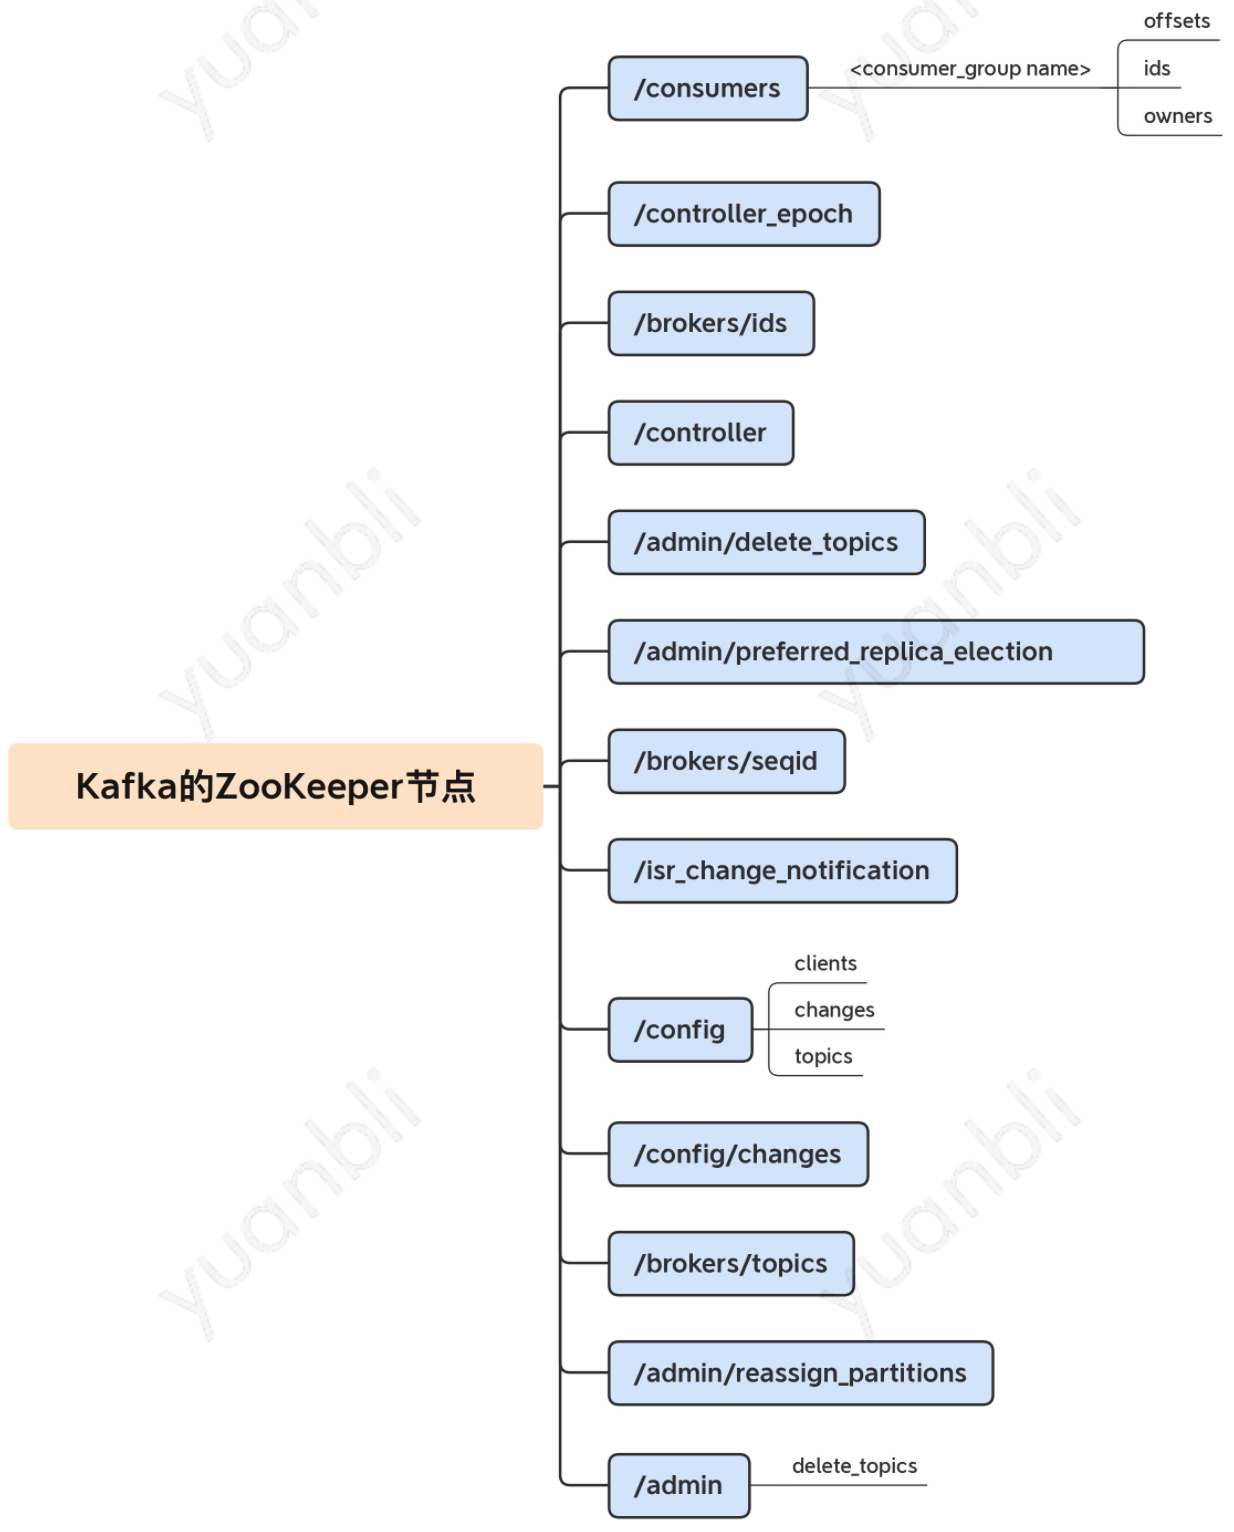 offsets
/consumers
<consumer_group name>
ids
owners
/controller_epoch
/brokers/ids
/controller
/admin/delete_topics
/admin/preferred_replica_election
/brokers/seqid
Kafka的ZooKeeper节点
/isr_change_notification
clients
/config
changes
topics
/config/changes
/brokers/topics
/admin/reassign_partitions
/admin
delete_topics
yuanbli
yuanbli
yuanbli
yuanbli